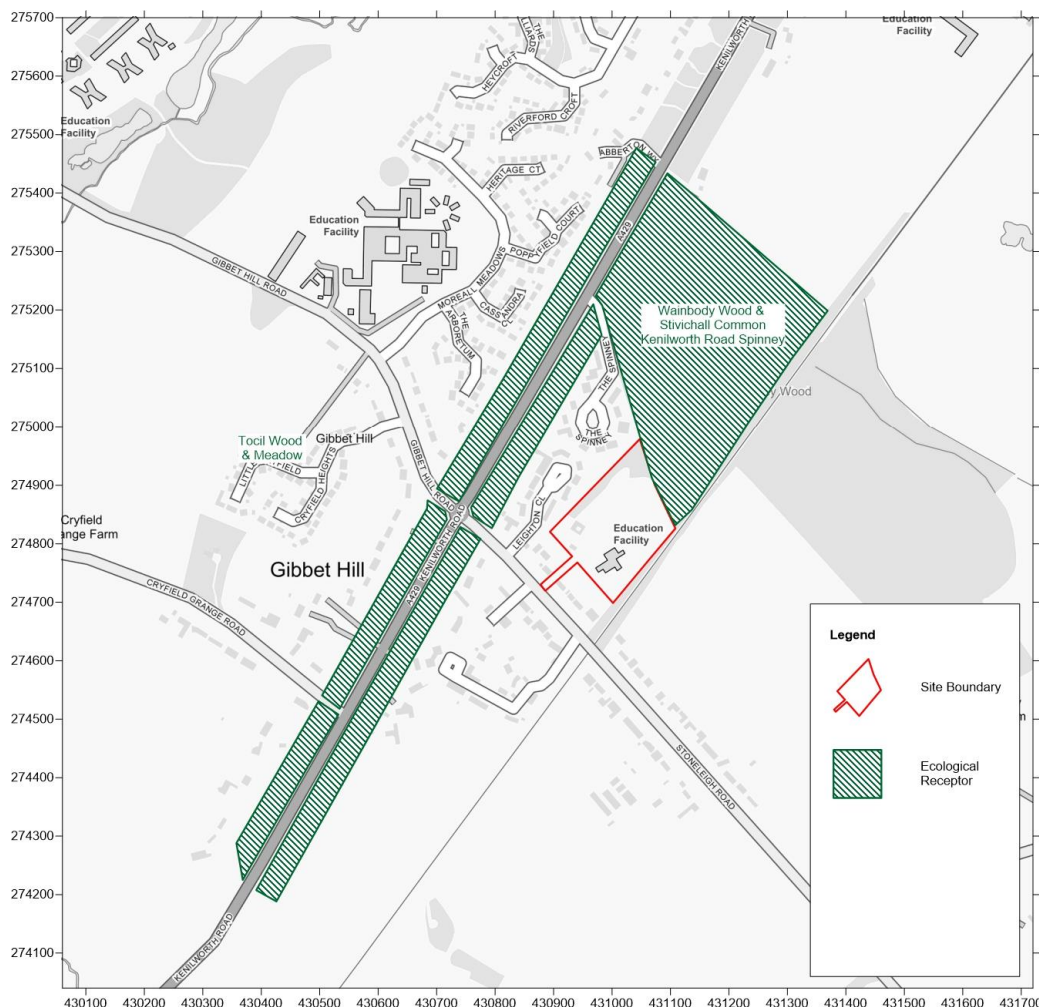 275700
275600
275500
275400
275300
275200
275100
275000
274900
274800
274700
274600
274500
274400
274300
274200
274100
Education
Facility
THE
HEYCROFT
RIVERFORD CROFT
KENILWORTH
Education
Facility
Education
Facility
ABBERTON WY
HERITAGE CT
POPPYFIELD COURT
A429
GIBBET HILL ROAD
MOREALL MEADOWS
CASSANDRA
CL
THE
ARBORETUM
Wainbody Wood &
Stivichall Common
Kenilworth Road Spinney
THE SPINNEY
THE
SPINNEY
Wood
Tocil Wood
& Meadow
Gibbet Hill
CRYFIELD HEIGHTS
GIBBET HILL ROAD
LEIGHTON CL
Education
Facility
Cryfield
ange Farm
Gibbet Hill
A429 KENILWORTH ROAD
CRYFIELD GRANGE ROAD
STONELEIGH ROAD
KENILWORTH ROAD
Legend
Site Boundary
Ecological
Receptor
430100 430200 430300 430400 430500 430600 430700 430800 430900 431000 431100 431200 431300 431400 431500 431600 431700